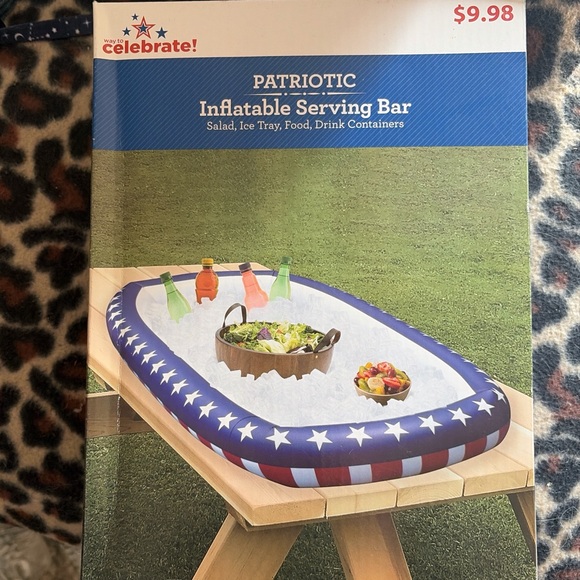 way to
celebrate!
$9.98
PATRIOTIC
Inflatable Serving Bar
Salad, Ice Tray, Food, Drink Containers